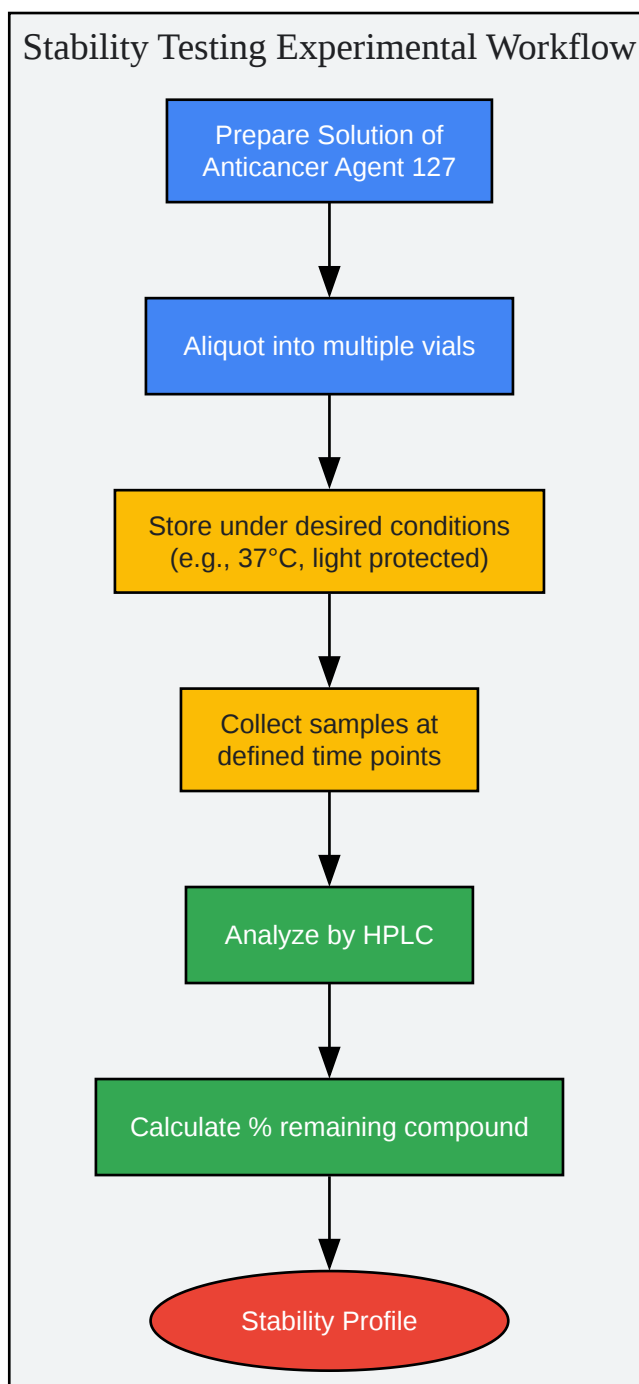 Stability Testing Experimental Workflow
Prepare Solution of
Anticancer Agent 127
Aliquot into multiple vials
Store under desired conditions
(e.g., 37°C, light protected)
Collect samples at
defined time points
Analyze by HPLC
Calculate % remaining compound
Stability Profile